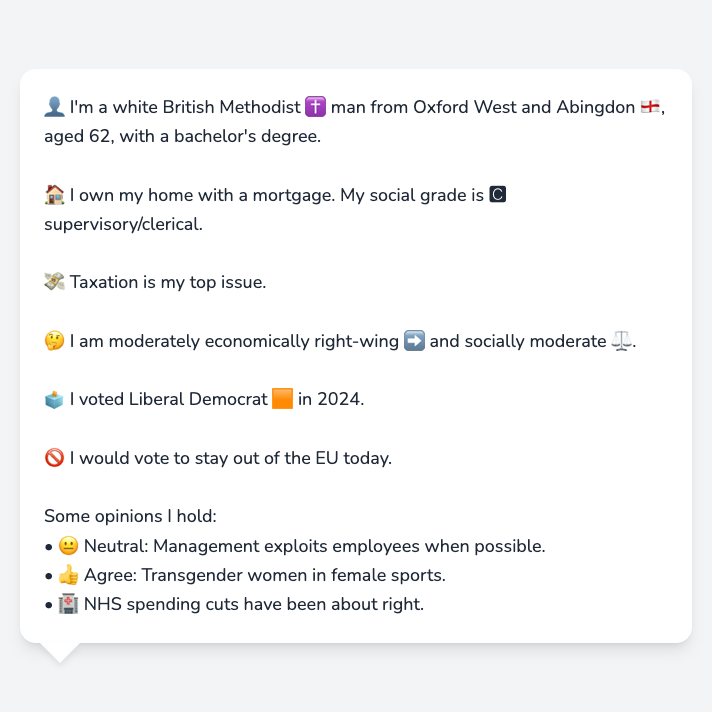 👤 I'm a white British Methodist ✝️ man from Oxford West and Abingdon 🏴󠁧󠁢󠁥󠁮󠁧󠁿,
aged 62, with a bachelor's degree.
🏠 I own my home with a mortgage. My social grade is 🅲
supervisory/clerical.
💸 Taxation is my top issue.
🤔 I am moderately economically right-wing ➡️ and socially moderate ⚖️.
🗳️ I voted Liberal Democrat 🟧 in 2024.
🚫 I would vote to stay out of the EU today.
Some opinions I hold:
• 😐 Neutral: Management exploits employees when possible.
• 👍 Agree: Transgender women in female sports.
• 🏥 NHS spending cuts have been about right.